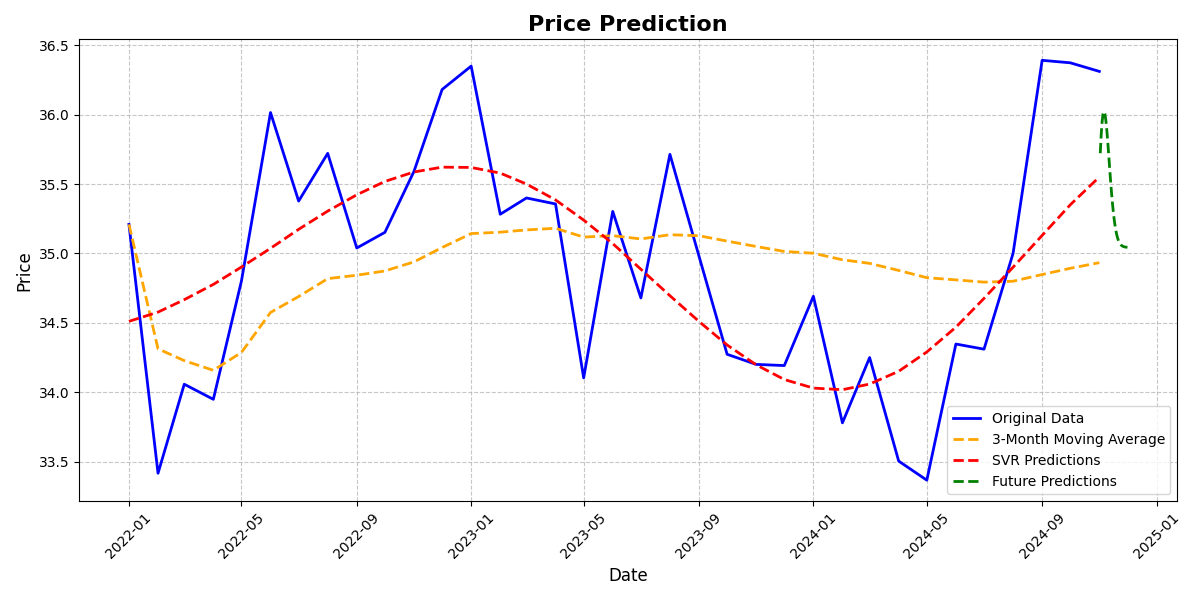 Price Prediction
Price
36.5
36.0
35.5
35.0
34.5
34.0
33.5
Original Data
3-Month Moving Average
SVR Predictions
Future Predictions
2022-01
2022-05
2022-09
2023-01
2023-05
2023-09
2024-01
2024-05
2024-09
2025-01
Date